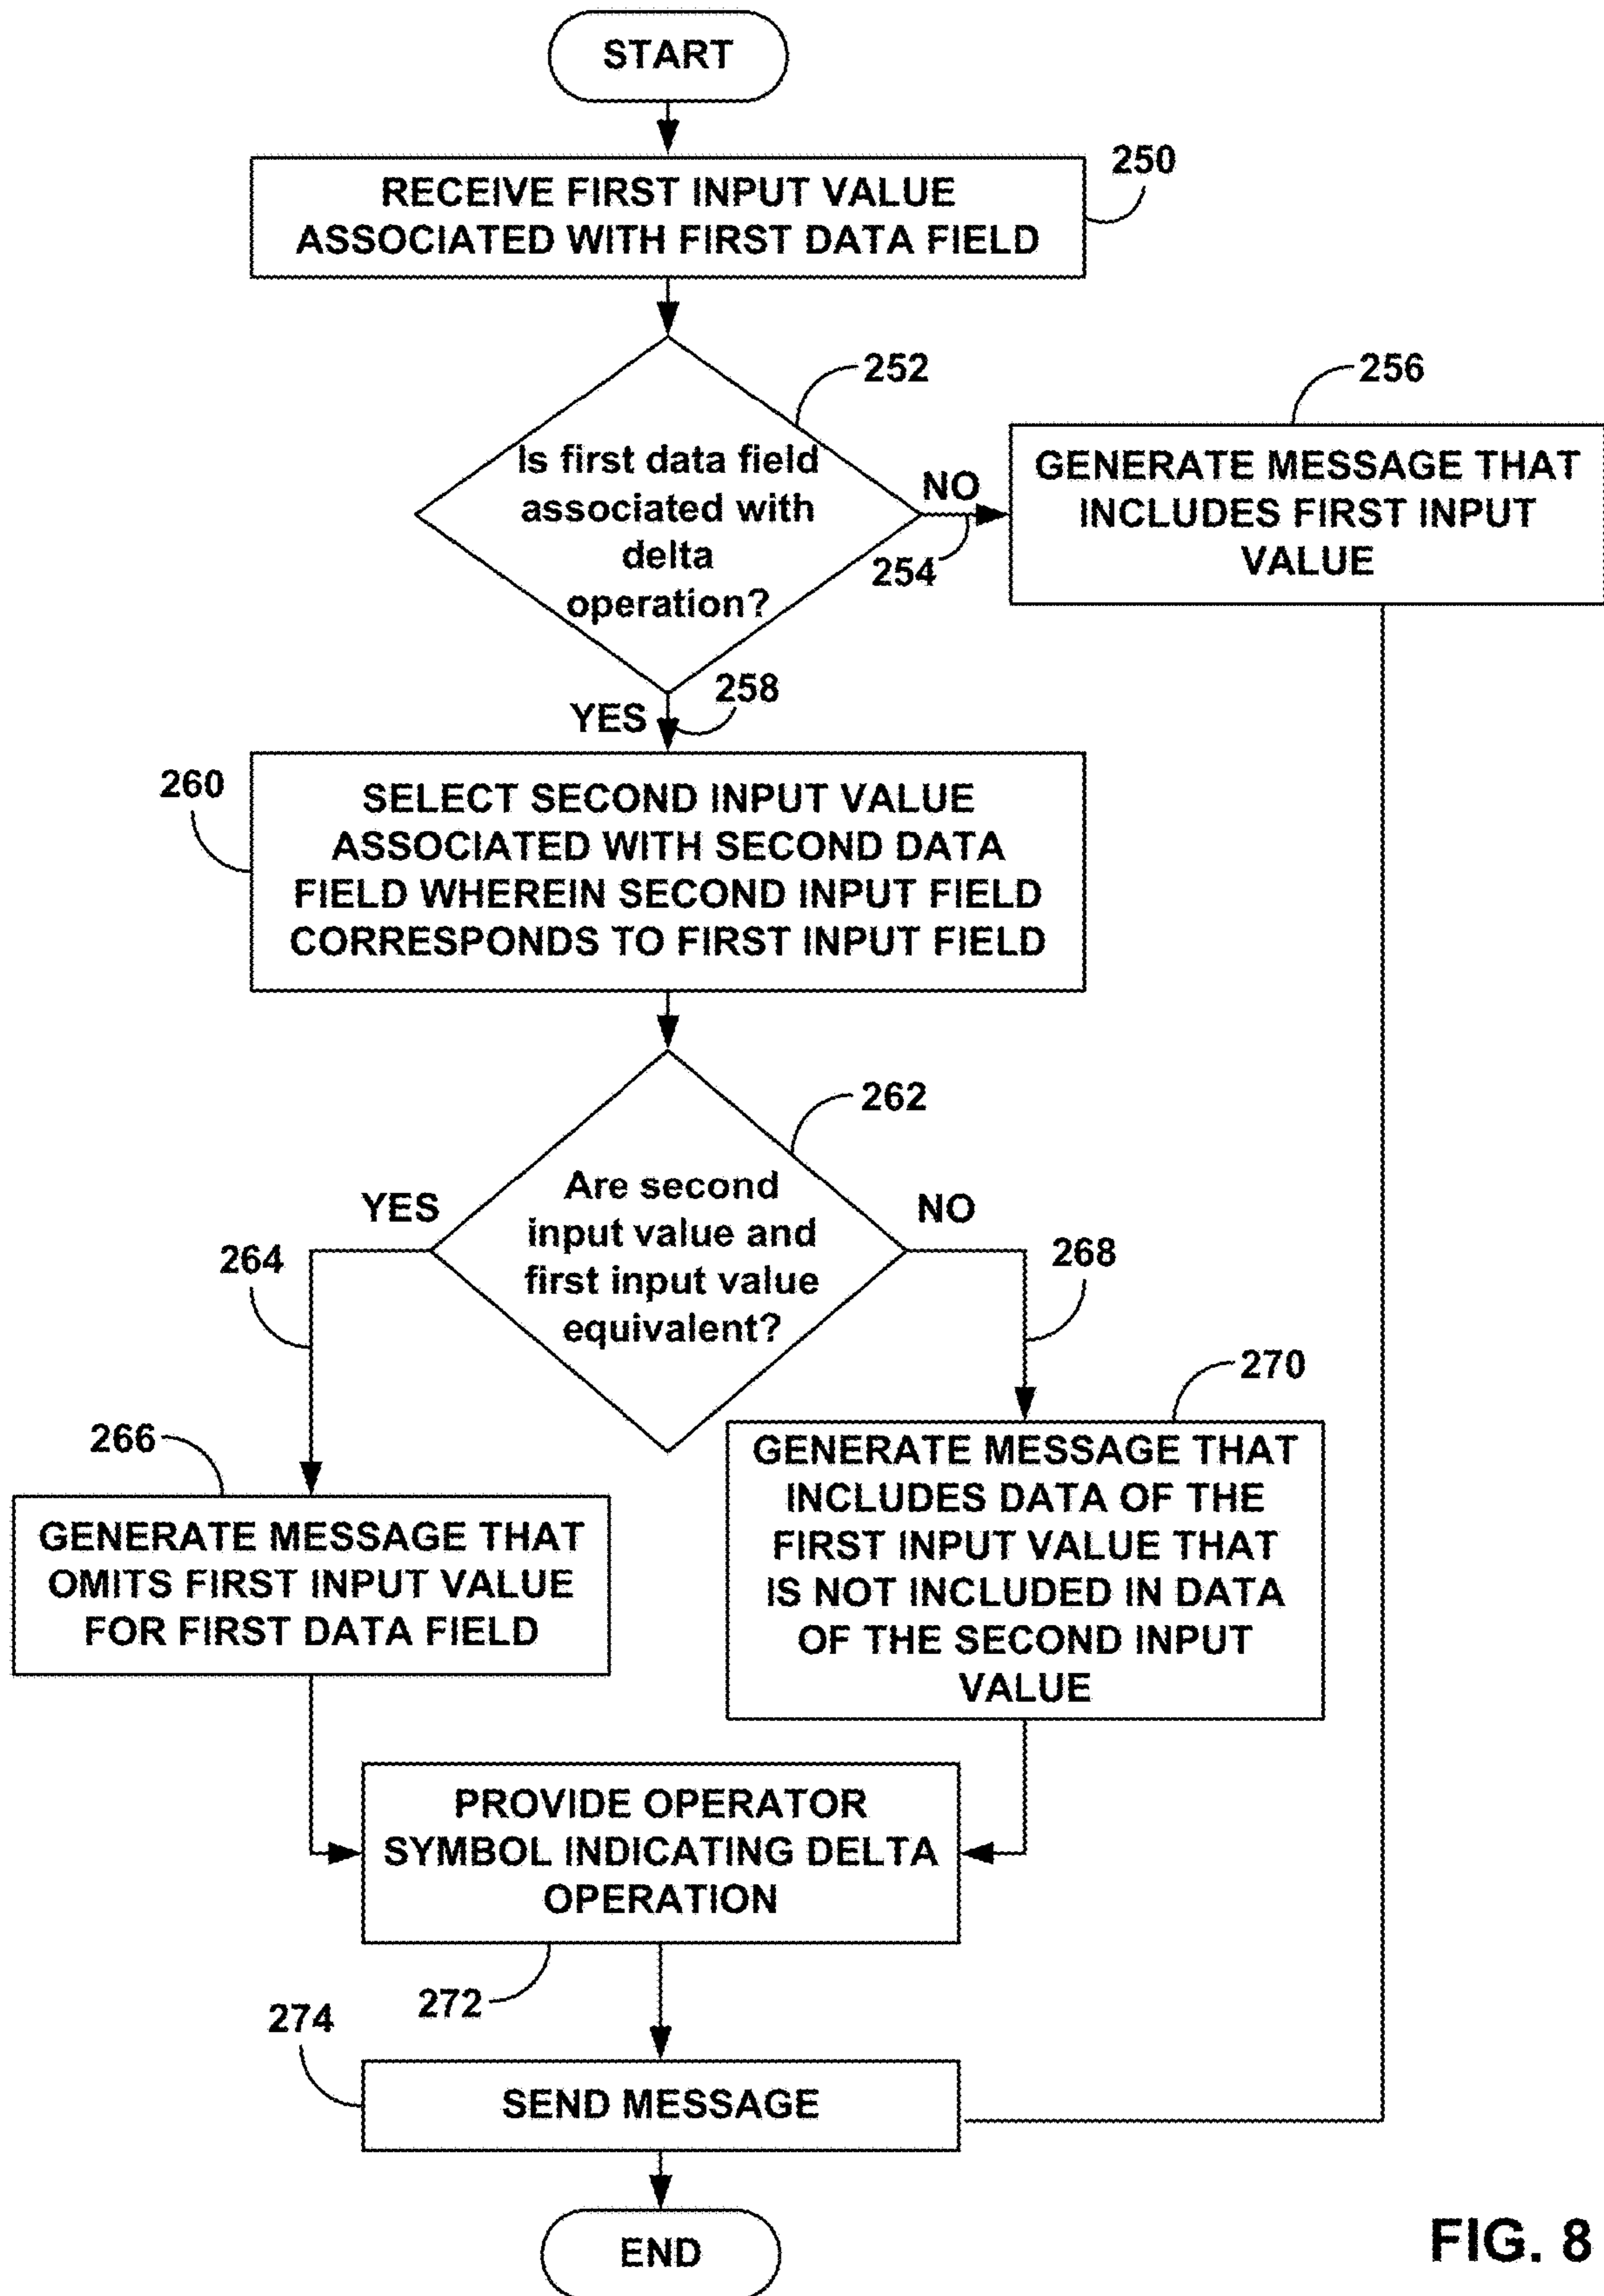 START
250
RECEIVE FIRST INPUT VALUE
ASSOCIATED WITH FIRST DATA FIELD
252
Is first data field
associated with
delta
operation?
NO
254
256
GENERATE MESSAGE THAT
INCLUDES FIRST INPUT
VALUE
258
YES
260
SELECT SECOND INPUT VALUE
ASSOCIATED WITH SECOND DATA
FIELD WHEREIN SECOND INPUT FIELD
CORRESPONDS TO FIRST INPUT FIELD
262
Are second
input value and
first input value
equivalent?
YES
264
NO
268
266
GENERATE MESSAGE THAT
OMITS FIRST INPUT VALUE
FOR FIRST DATA FIELD
270
GENERATE MESSAGE THAT
INCLUDES DATA OF THE
FIRST INPUT VALUE THAT
IS NOT INCLUDED IN DATA
OF THE SECOND INPUT
VALUE
PROVIDE OPERATOR
SYMBOL INDICATING DELTA
OPERATION
272
274
SEND MESSAGE
END
FIG. 8